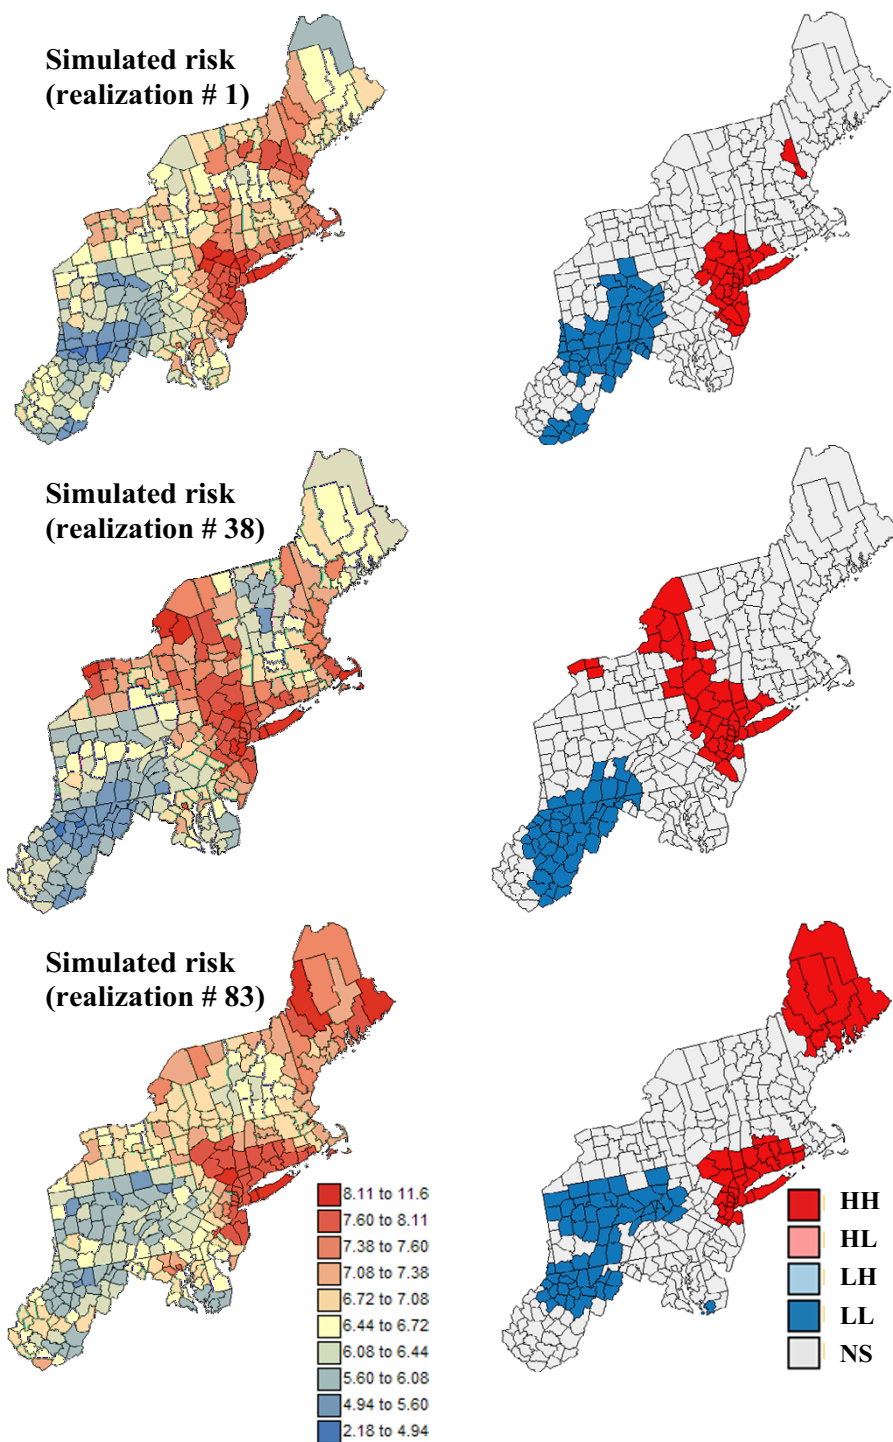 Simulated risk
(realization # 1)
Simulated risk
(realization # 38)
Simulated risk
(realization # 83)
8.11 to 11.6
7.60 to 8.11
7.38 to 7.60
7.08 to 7.38
6.72 to 7.08
6.44 to 6.72
6.08 to 6.44
5.60 to 6.08
4.94 to 5.60
2.18 to 4.94
HH
HL
LH
LL
NS